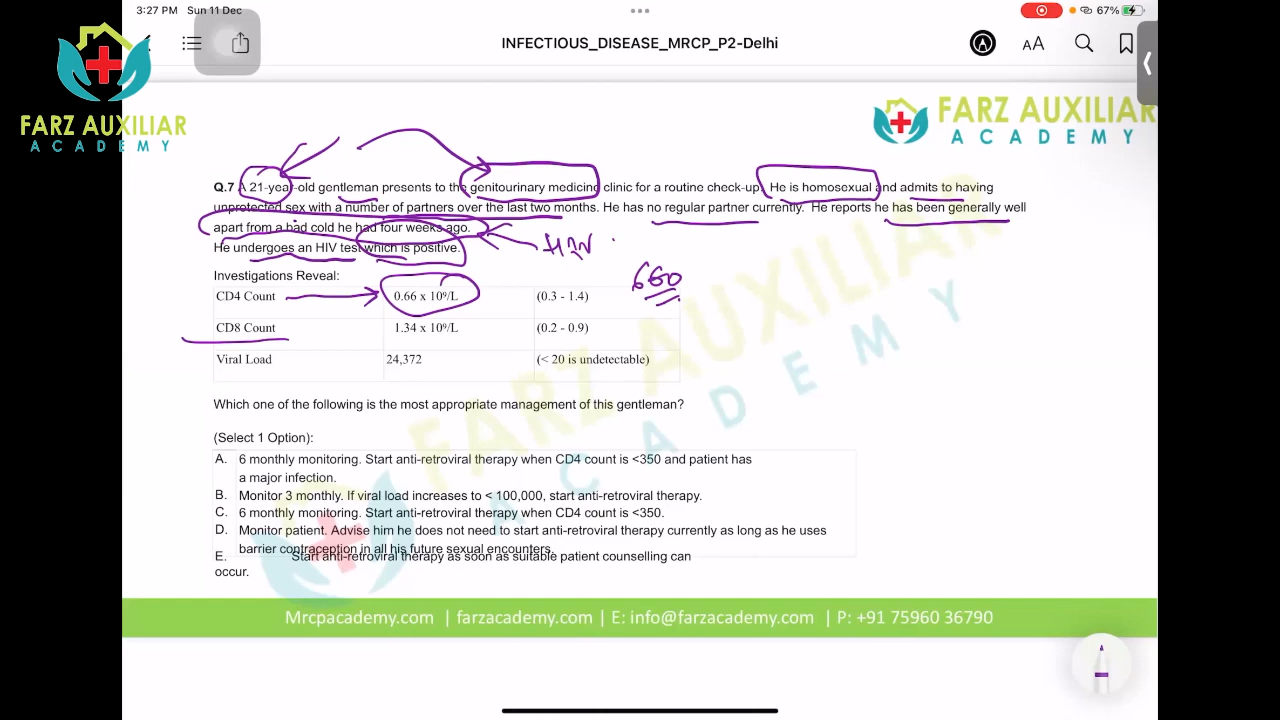 3:27 PM Sun 11 Dec
67%
INFECTIOUS_DISEASE_MRCP_P2-Delhi
AA
FARZ AUXILIAR
ACADEMY
FARZ AUXILIAR
ACADEMY
Q.7 A 21-year-old gentleman presents to the genitourinary medicine clinic for a routine check-up. He is homosexual and admits to having
unprotected sex with a number of partners over the last two months. He has no regular partner currently. He reports he has been generally well
apart from a bad cold he had four weeks ago.
He undergoes an HIV test which is positive.
Investigations Reveal:
660
CD4 Count 0.66 x 10⁹/L (0.3 - 1.4)
CD8 Count 1.34 x 10⁹/L (0.2 - 0.9)
Viral Load 24,372 (< 20 is undetectable)
Which one of the following is the most appropriate management of this gentleman?
(Select 1 Option):
A. 6 monthly monitoring. Start anti-retroviral therapy when CD4 count is <350 and patient has
a major infection.
B. Monitor 3 monthly. If viral load increases to < 100,000, start anti-retroviral therapy.
C. 6 monthly monitoring. Start anti-retroviral therapy when CD4 count is <350.
D. Monitor patient. Advise him he does not need to start anti-retroviral therapy currently as long as he uses
barrier contraception in all his future sexual encounters.
E. Start anti-retroviral therapy as soon as suitable patient counselling can
occur.
FARZ AUXILIAR
ACADEMY
Mrcpacademy.com | farzacademy.com | E: info@farzacademy.com | P: +91 75960 36790